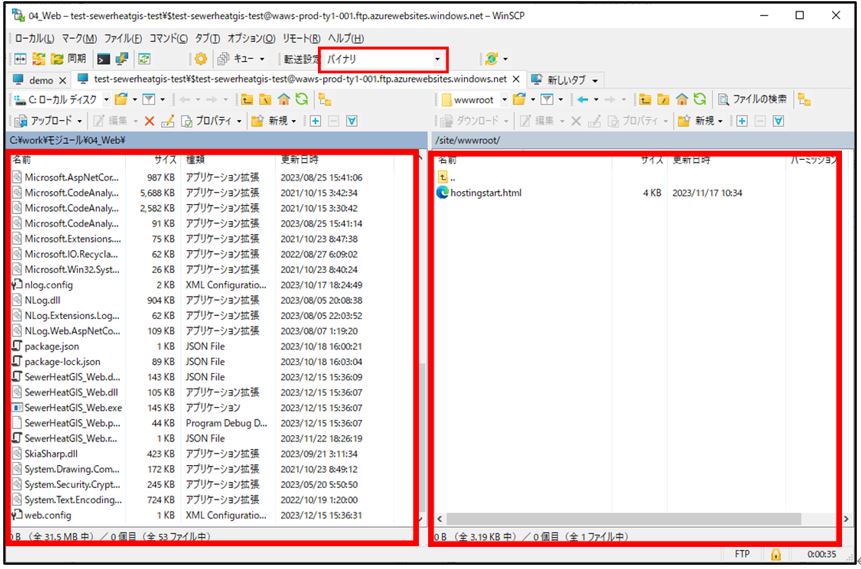 04_Web – test-sewerheatgis-test¥$test-sewerheatgis-test@waws-prod-ty1-001.ftp.azurewebsites.windows.net – WinSCP
ローカル(L) マーク(M) ファイル(F) コマンド(C) タブ(T) オプション(O) リモート(R) ヘルプ(H)
同期 キュー 転送設定 バイナリ
demo × test-sewerheatgis-test¥$test-sewerheatgis-test@waws-prod-ty1-001.ftp.azurewebsites.windows.net × 新しいタブ
C: ローカル ディスク wwwroot ファイルの検索
アップロード 編集 プロパティ 新規 ダウンロード 編集 プロパティ 新規
C:¥work¥モジュール¥04_Web¥ /site/wwwroot/
名前 サイズ 種類 更新日時
Microsoft.AspNetCor... 987 KB アプリケーション拡張 2023/08/25 15:41:06
Microsoft.CodeAnaly... 5,688 KB アプリケーション拡張 2021/10/15 3:42:34
Microsoft.CodeAnaly... 2,582 KB アプリケーション拡張 2021/10/15 3:30:42
Microsoft.CodeAnaly... 91 KB アプリケーション拡張 2023/08/25 15:41:14
Microsoft.Extensions.... 75 KB アプリケーション拡張 2021/10/23 8:47:38
Microsoft.IO.Recycla... 62 KB アプリケーション拡張 2022/08/27 6:09:02
Microsoft.Win32.Syst... 26 KB アプリケーション拡張 2021/10/23 8:40:24
nlog.config 2 KB XML Configuratio... 2023/10/17 18:24:49
NLog.dll 904 KB アプリケーション拡張 2023/08/05 20:08:38
NLog.Extensions.Log... 62 KB アプリケーション拡張 2023/08/05 22:03:52
NLog.Web.AspNetCo... 109 KB アプリケーション拡張 2023/08/07 1:19:20
package.json 1 KB JSON File 2023/10/18 16:00:21
package-lock.json 89 KB JSON File 2023/10/18 16:03:04
SewerHeatGIS_Web.d... 143 KB JSON File 2023/12/15 15:36:09
SewerHeatGIS_Web.dll 105 KB アプリケーション拡張 2023/12/15 15:36:07
SewerHeatGIS_Web.exe 145 KB アプリケーション 2023/12/15 15:36:07
SewerHeatGIS_Web.p... 44 KB Program Debug D... 2023/12/15 15:36:07
SewerHeatGIS_Web.r... 1 KB JSON File 2023/11/22 18:26:19
SkiaSharp.dll 423 KB アプリケーション拡張 2023/09/21 3:11:34
System.Drawing.Com... 172 KB アプリケーション拡張 2021/10/23 8:49:12
System.Security.Crypt... 245 KB アプリケーション拡張 2023/05/20 5:50:50
System.Text.Encoding... 724 KB アプリケーション拡張 2022/10/19 1:20:00
web.config 1 KB XML Configuratio... 2023/12/15 15:36:31
0 B (全 31.5 MB 中) ／ 0 個目 (全 53 ファイル中)
名前 サイズ 更新日時 パーミッション
..
hostingstart.html 4 KB 2023/11/17 10:34
0 B (全 3.19 KB 中) ／ 0 個目 (全 1 ファイル中)
FTP 0:00:35